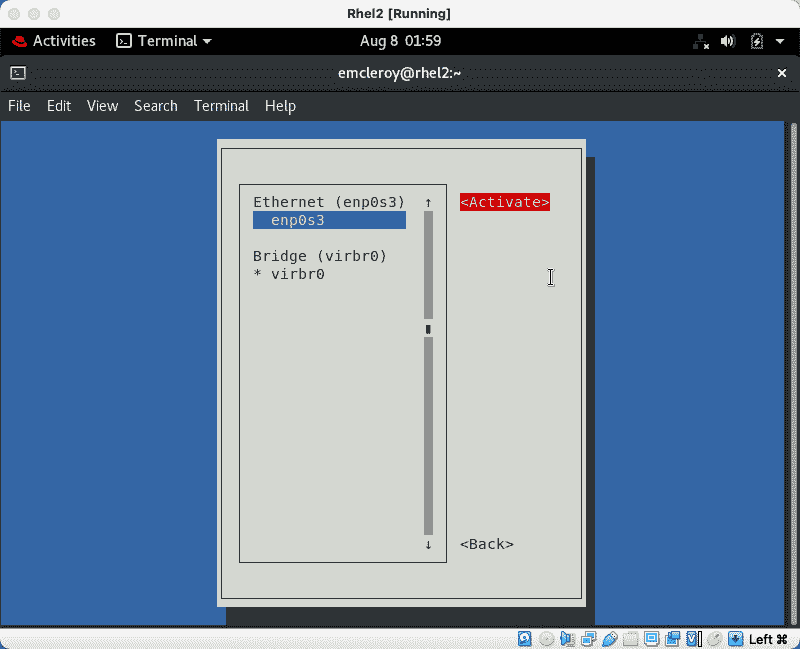 Rhel2 [Running]
Activities Terminal Aug 8 01:59
emcleroy@rhel2:~
File Edit View Search Terminal Help
Ethernet (enp0s3) ↑ <Activate>
enp0s3
Bridge (virbr0)
* virbr0
↓ <Back>
Left ⌘